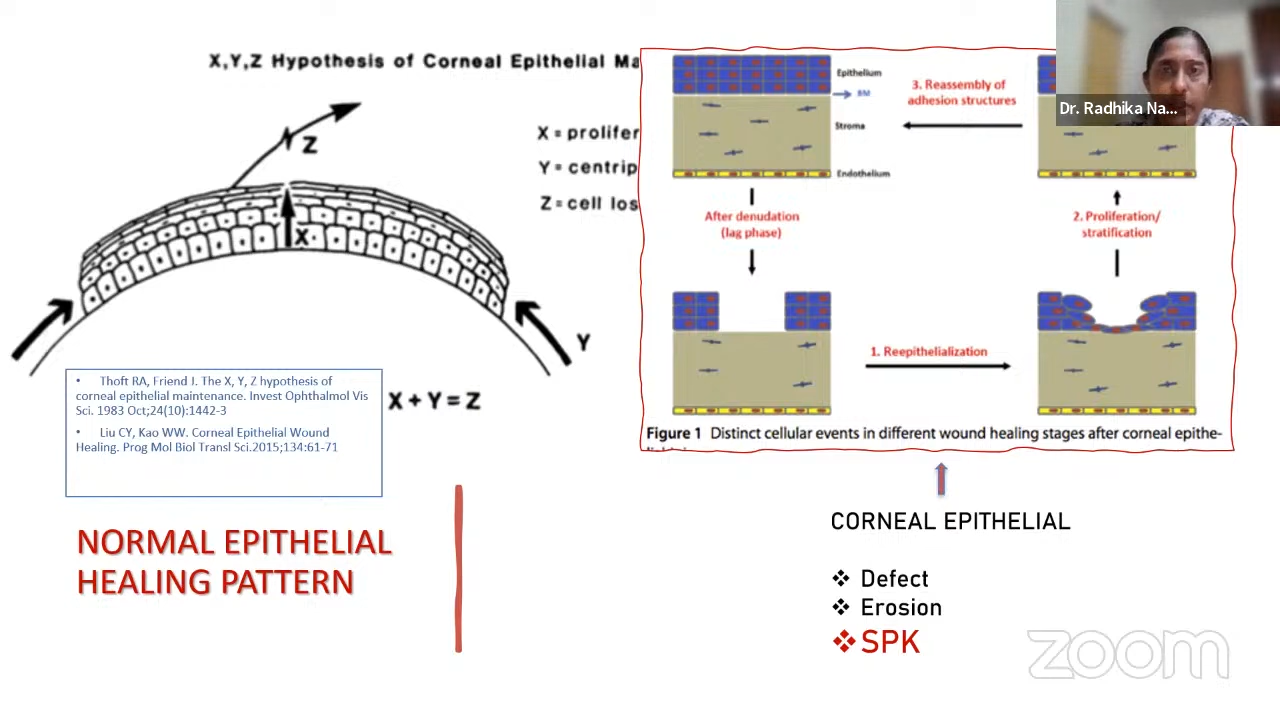 X,Y,Z Hypothesis of Corneal Epithelial Ma
Z
X
Y
X = prolifer
Y = centrip
Z = cell los
X + Y = Z
• Thoft RA, Friend J. The X, Y, Z hypothesis of
corneal epithelial maintenance. Invest Ophthalmol Vis
Sci. 1983 Oct;24(10):1442-3
• Liu CY, Kao WW. Corneal Epithelial Wound
Healing. Prog Mol Biol Transl Sci.2015;134:61-71
NORMAL EPITHELIAL
HEALING PATTERN
Epithelium
BM
Stroma
Endothelium
3. Reassembly of
adhesion structures
After denudation
(lag phase)
2. Proliferation/
stratification
1. Reepithelialization
Figure 1 Distinct cellular events in different wound healing stages after corneal epithe-
CORNEAL EPITHELIAL
❖ Defect
❖ Erosion
❖ SPK
Dr. Radhika Na...
zoom